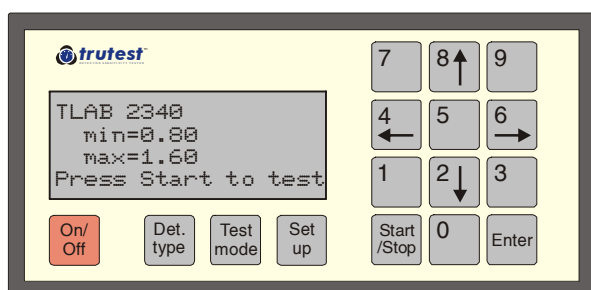 trutest
TLAB 2340
min=0.80
max=1.60
Press Start to test
On/
Off
Det.
type
Test
mode
Set
up
7
8
9
4
5
6
1
2
3
Start
/Stop
0
Enter